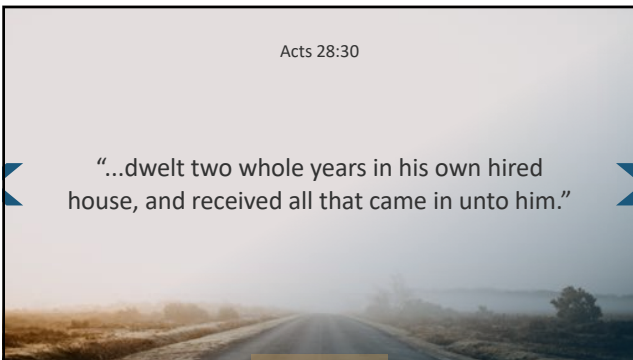 Acts 28:30
“...dwelt two whole years in his own hired
house, and received all that came in unto him.”